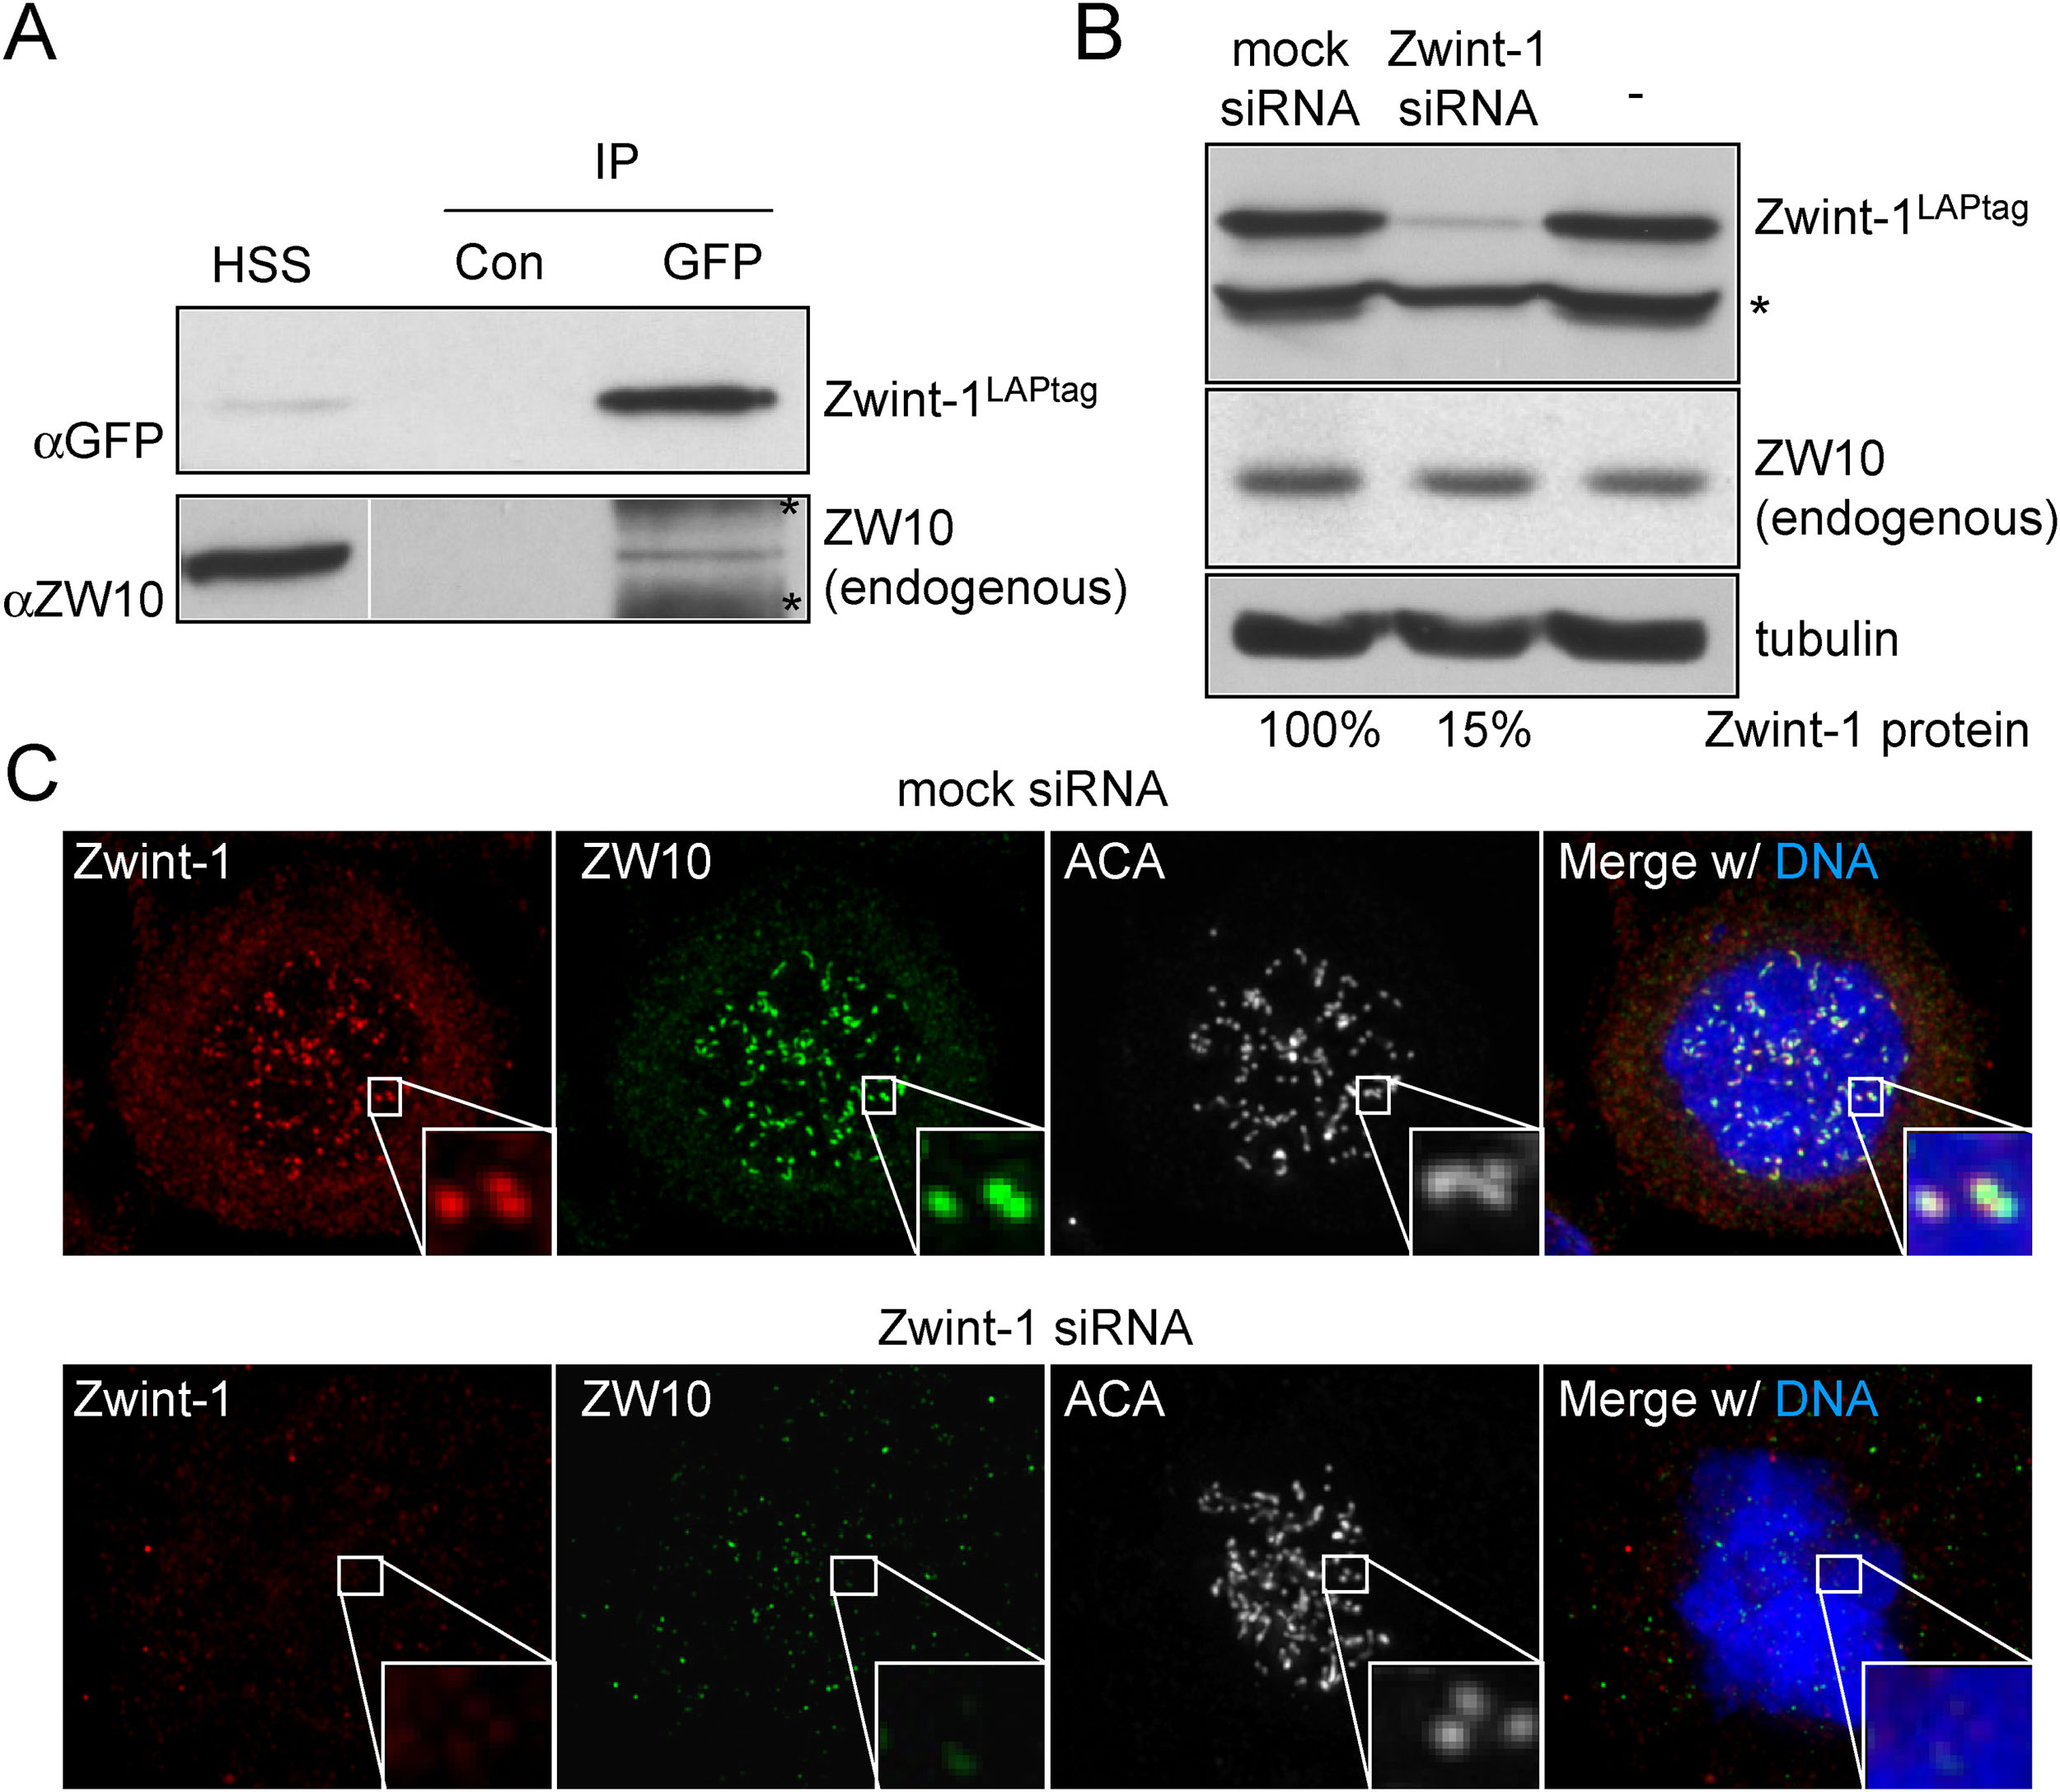 A
IP
HSS Con GFP
αGFP
Zwint-1LAPtag
αZW10
*
*
ZW10
(endogenous)
B
mock Zwint-1
siRNA siRNA -
Zwint-1LAPtag
*
ZW10
(endogenous)
tubulin
100% 15% Zwint-1 protein
C
mock siRNA
Zwint-1 ZW10 ACA Merge w/ DNA
Zwint-1 siRNA
Zwint-1 ZW10 ACA Merge w/ DNA